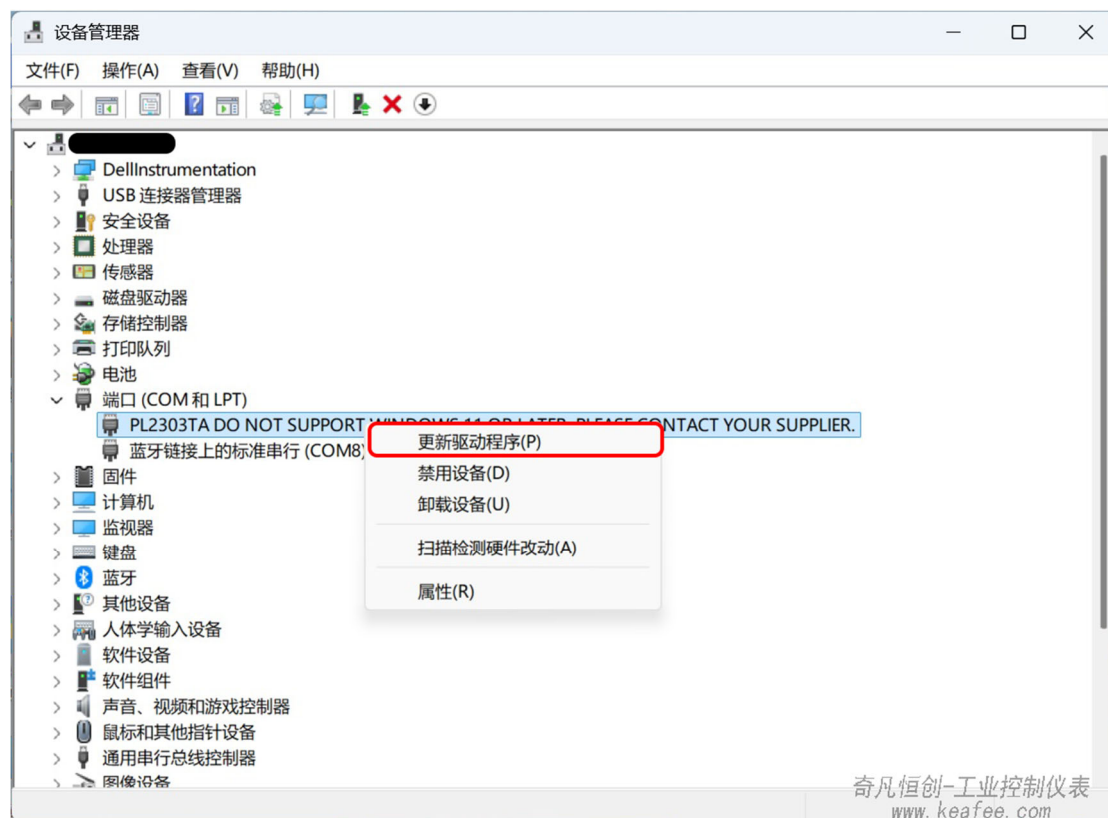 设备管理器
文件(F) 操作(A) 查看(V) 帮助(H)
DellInstrumentation
USB 连接器管理器
安全设备
处理器
传感器
磁盘驱动器
存储控制器
打印队列
电池
端口 (COM 和 LPT)
PL2303TA DO NOT SUPPORT WINDOWS 11 OR LATER, PLEASE CONTACT YOUR SUPPLIER.
更新驱动程序(P)
蓝牙链接上的标准串行 (COM8)
禁用设备(D)
固件
卸载设备(U)
计算机
监视器
扫描检测硬件改动(A)
键盘
蓝牙
属性(R)
其他设备
人体学输入设备
软件设备
软件组件
声音、视频和游戏控制器
鼠标和其他指针设备
通用串行总线控制器
图像设备
奇凡恒创-工业控制仪表
www.keafee.com